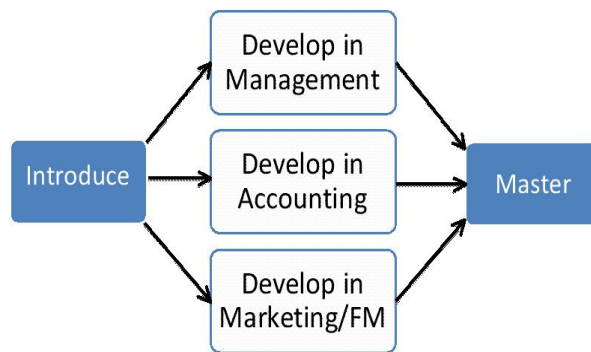 Introduce
Develop in
Management
Develop in
Accounting
Develop in
Marketing/FM
Master